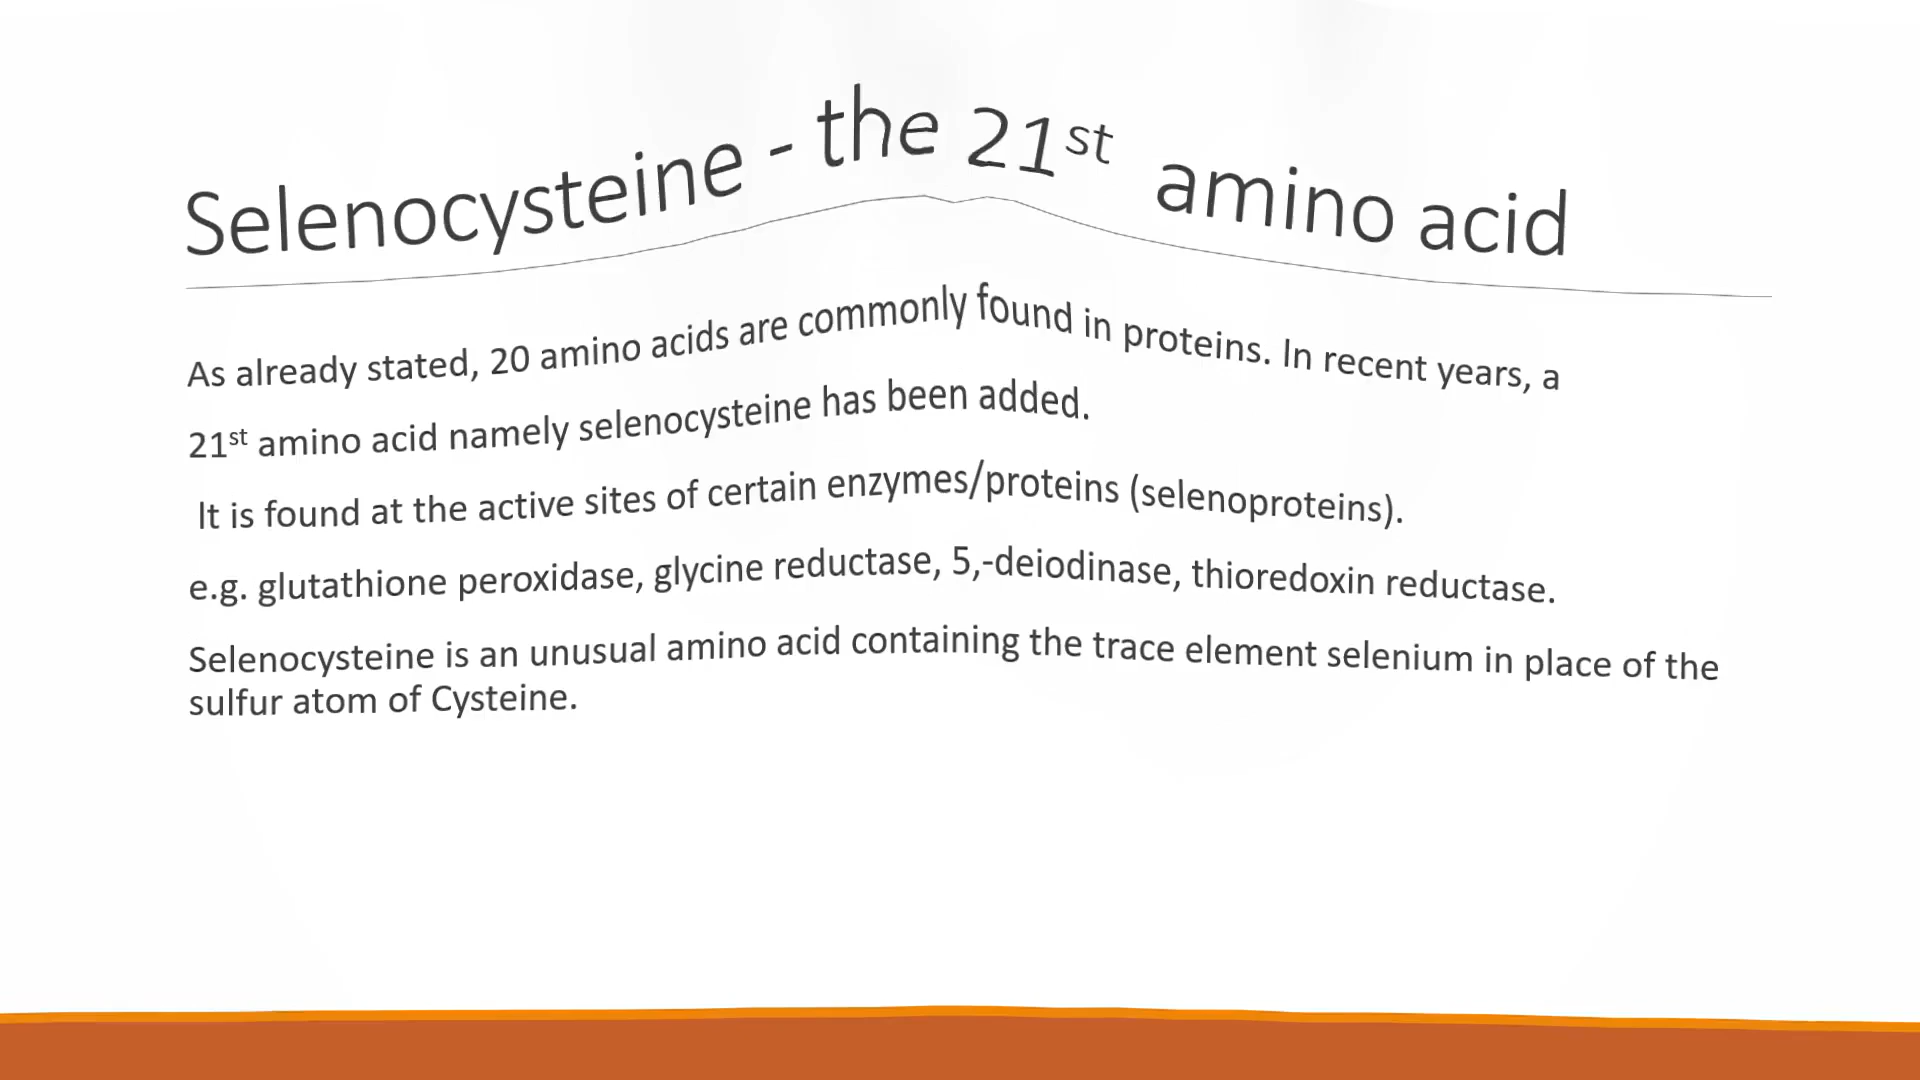 Selenocysteine - the 21st amino acid
As already stated, 20 amino acids are commonly found in proteins. In recent years, a
21st amino acid namely selenocysteine has been added.
It is found at the active sites of certain enzymes/proteins (selenoproteins).
e.g. glutathione peroxidase, glycine reductase, 5,-deiodinase, thioredoxin reductase.
Selenocysteine is an unusual amino acid containing the trace element selenium in place of the
sulfur atom of Cysteine.